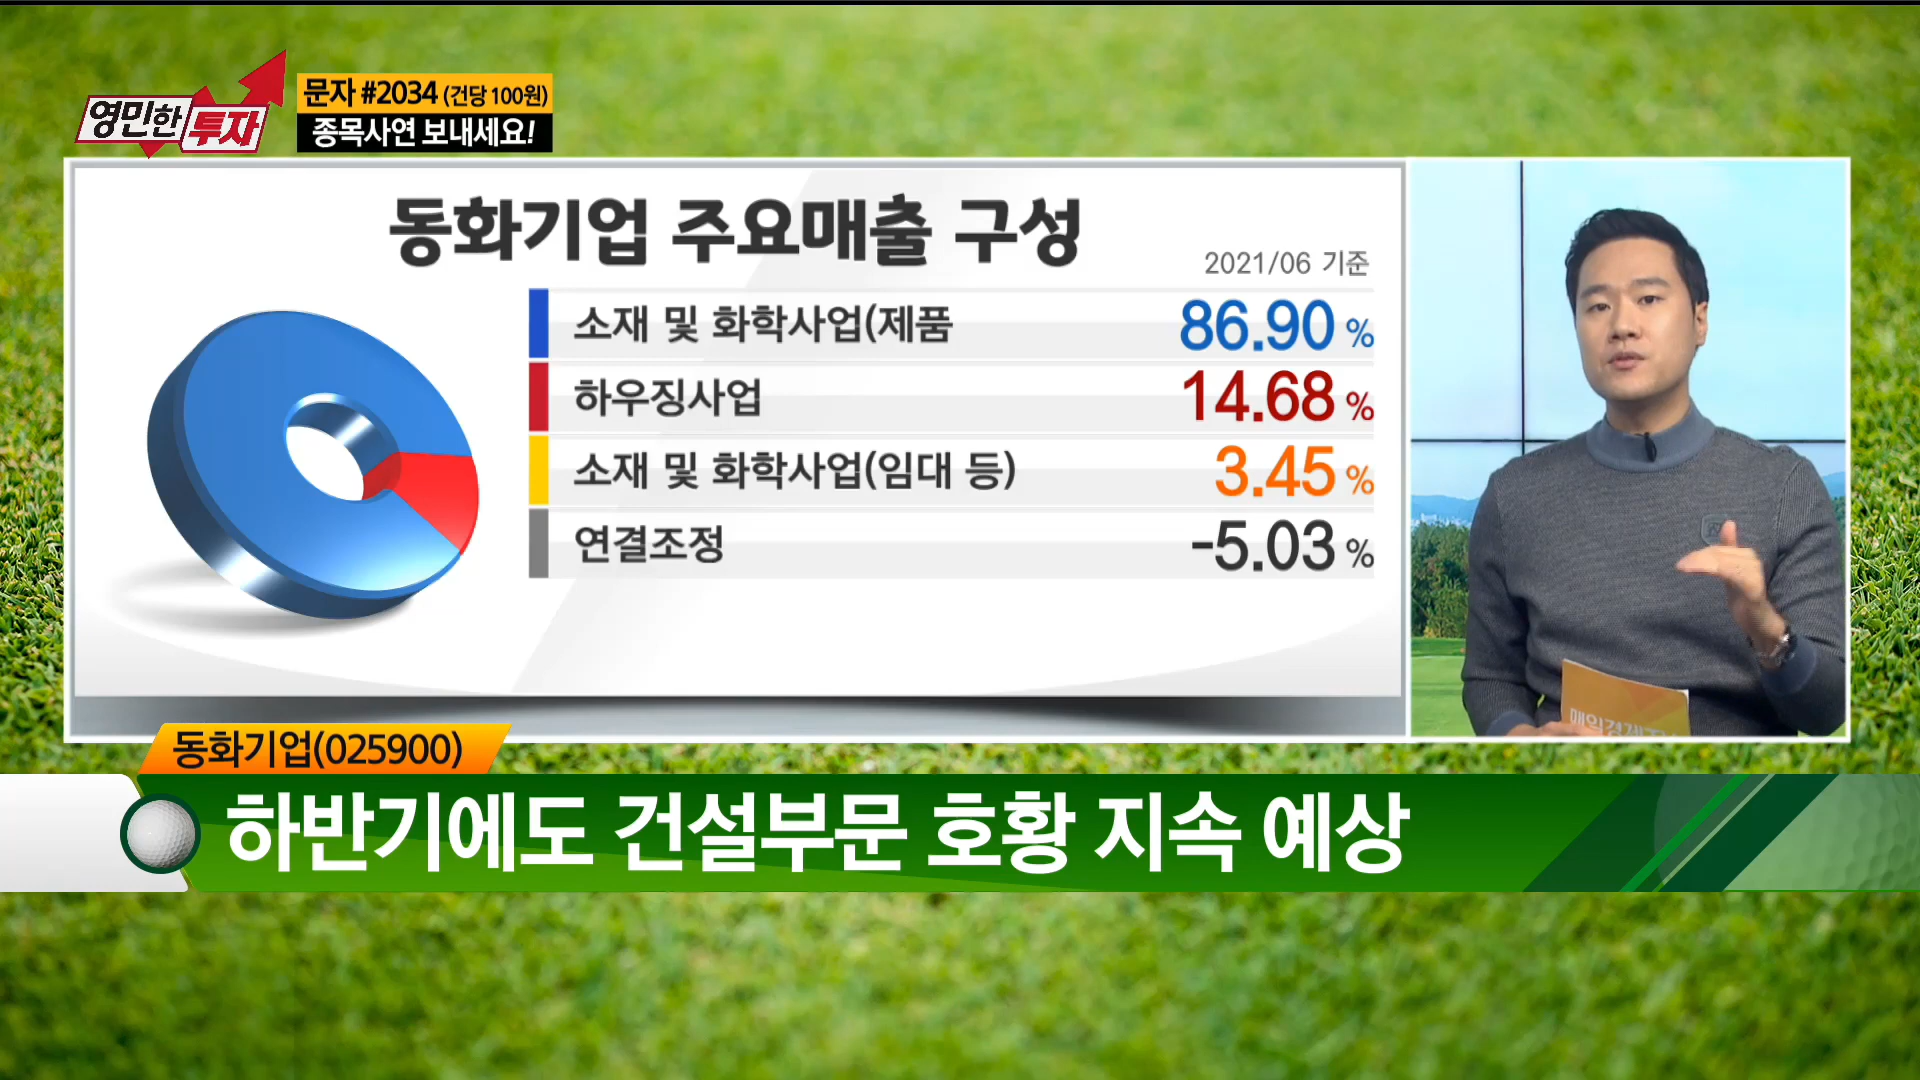 영민한 투자
문자 #2034 (건당 100원)
종목사연 보내세요!
동화기업 주요매출 구성
2021/06 기준
소재 및 화학사업(제품 86.90 %
하우징사업 14.68 %
소재 및 화학사업(임대 등) 3.45 %
연결조정 -5.03 %
매일경제
동화기업(025900)
하반기에도 건설부문 호황 지속 예상